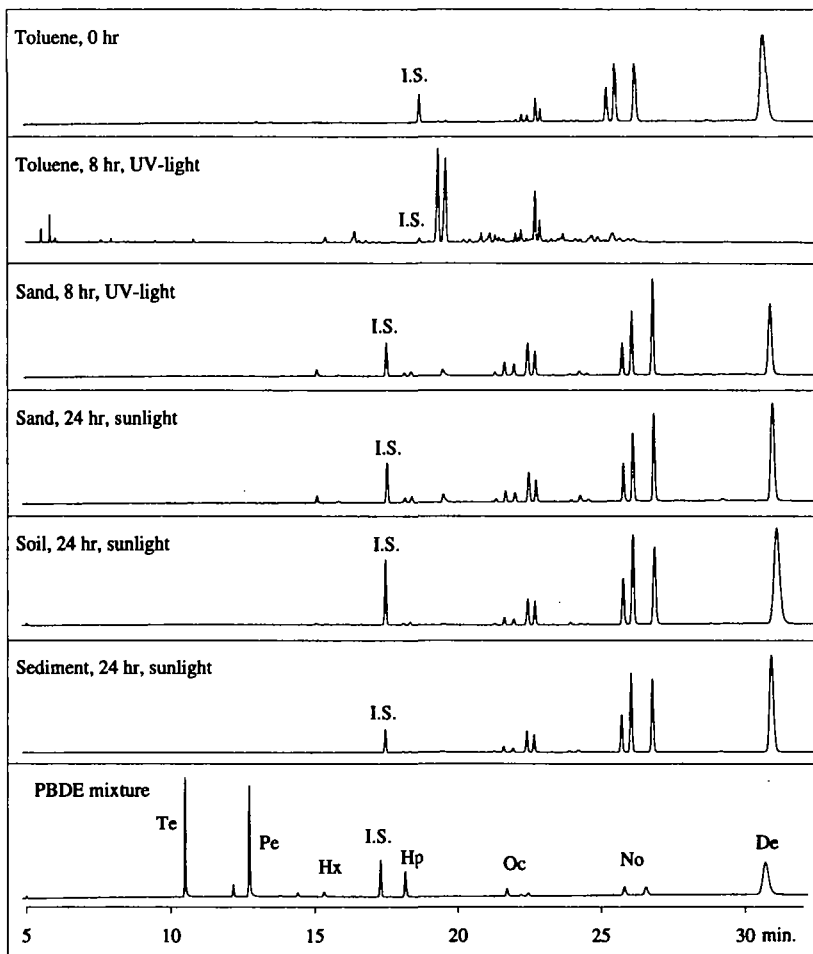 Toluene, 0 hr
I.S.
Toluene, 8 hr, UV-light
I.S.
Sand, 8 hr, UV-light
I.S.
Sand, 24 hr, sunlight
I.S.
Soil, 24 hr, sunlight
I.S.
Sediment, 24 hr, sunlight
I.S.
PBDE mixture
Te
Pe
Hx
I.S.
Hp
Oc
No
De
5 10 15 20 25 30 min.